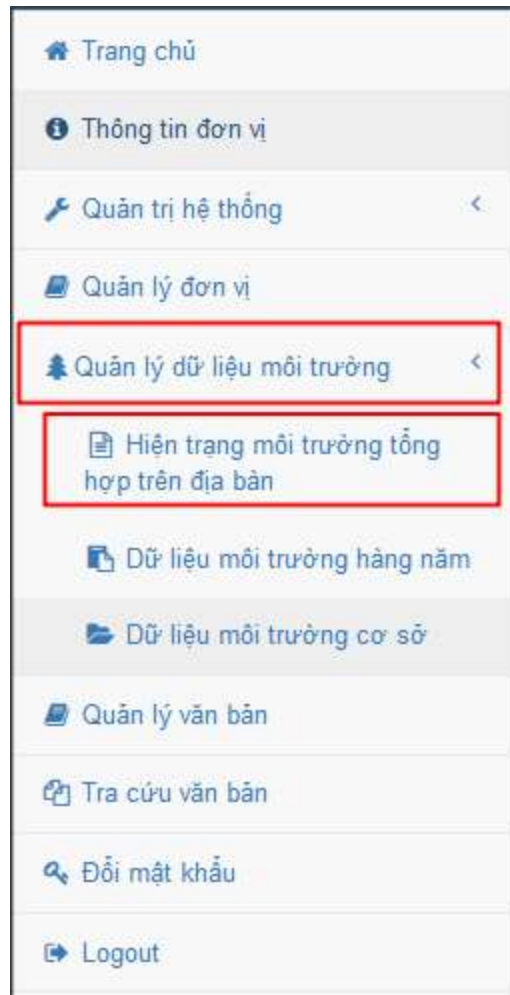 Trang chủ
Thông tin đơn vị
Quản trị hệ thống
Quản lý đơn vị
Quản lý dữ liệu môi trường
Hiện trạng môi trường tổng
hợp trên địa bàn
Dữ liệu môi trường hàng năm
Dữ liệu môi trường cơ sở
Quản lý văn bản
Tra cứu văn bản
Đổi mật khẩu
Logout